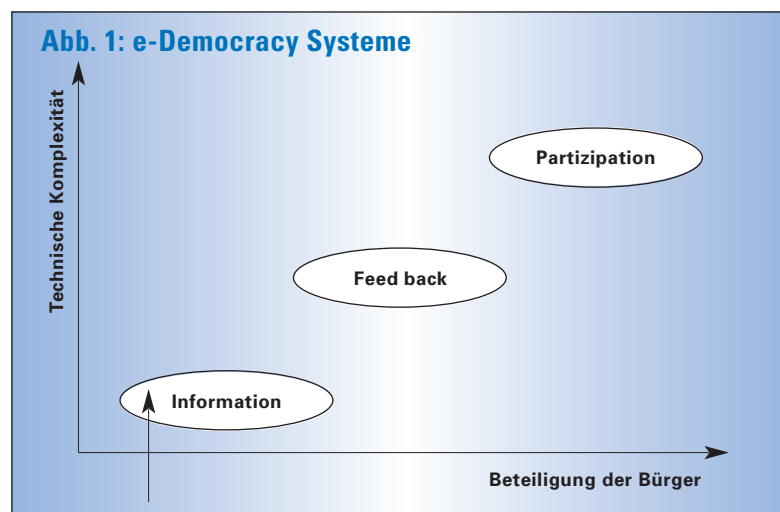 Abb. 1: e-Democracy Systeme
Technische Komplexität
Partizipation
Feed back
Information
Beteiligung der Bürger